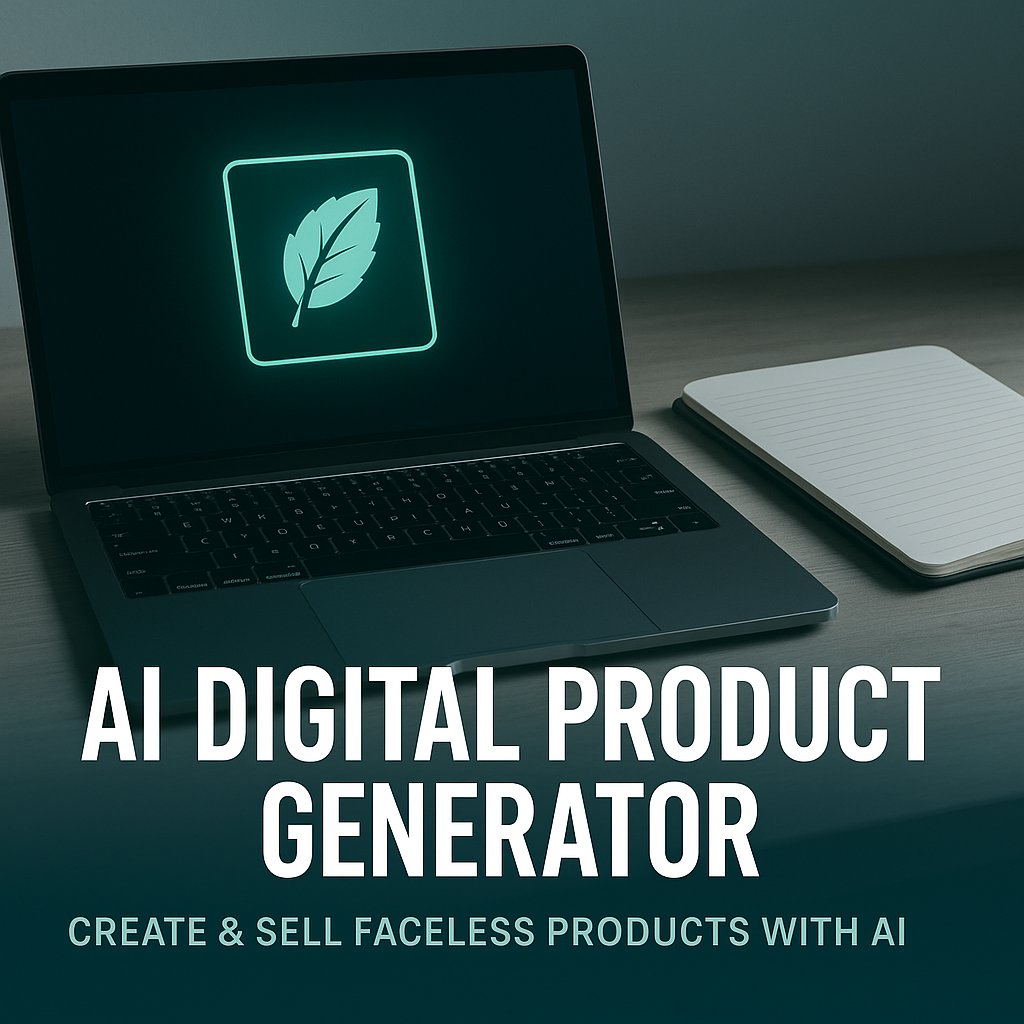 AI DIGITAL PRODUCT
GENERATOR
CREATE & SELL FACELESS PRODUCTS WITH AI